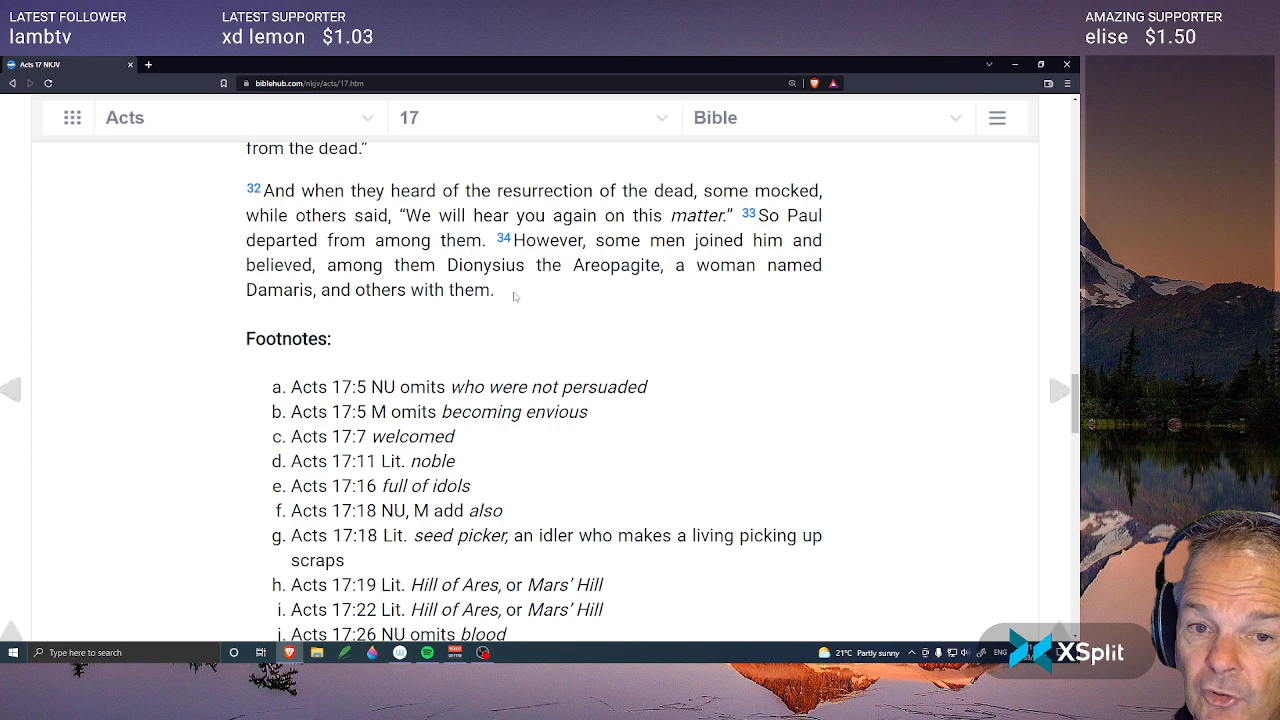 LATEST FOLLOWER
lambtv
LATEST SUPPORTER
xd lemon $1.03
AMAZING SUPPORTER
elise $1.50
Acts 17 NKJV
biblehub.com/nkjv/acts/17.htm
Acts
17
Bible
from the dead.”
32 And when they heard of the resurrection of the dead, some mocked,
while others said, “We will hear you again on this matter.” 33 So Paul
departed from among them. 34 However, some men joined him and
believed, among them Dionysius the Areopagite, a woman named
Damaris, and others with them.
Footnotes:
a. Acts 17:5 NU omits who were not persuaded
b. Acts 17:5 M omits becoming envious
c. Acts 17:7 welcomed
d. Acts 17:11 Lit. noble
e. Acts 17:16 full of idols
f. Acts 17:18 NU, M add also
g. Acts 17:18 Lit. seed picker, an idler who makes a living picking up
scraps
h. Acts 17:19 Lit. Hill of Ares, or Mars’ Hill
i. Acts 17:22 Lit. Hill of Ares, or Mars’ Hill
j. Acts 17:26 NU omits blood
Type here to search
21°C Partly sunny
ENG
XSplit